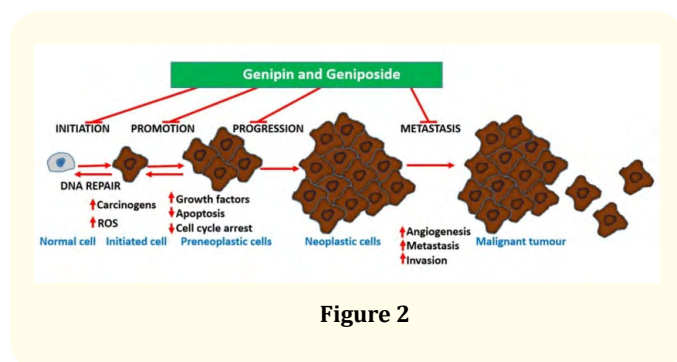 Genipin and Geniposide
INITIATION PROMOTION PROGRESSION METASTASIS
DNA REPAIR
Carcinogens
ROS
Growth factors
Apoptosis
Cell cycle arrest
Angiogenesis
Metastasis
Invasion
Normal cell Initiated cell Preneoplastic cells Neoplastic cells Malignant tumour
Figure 2